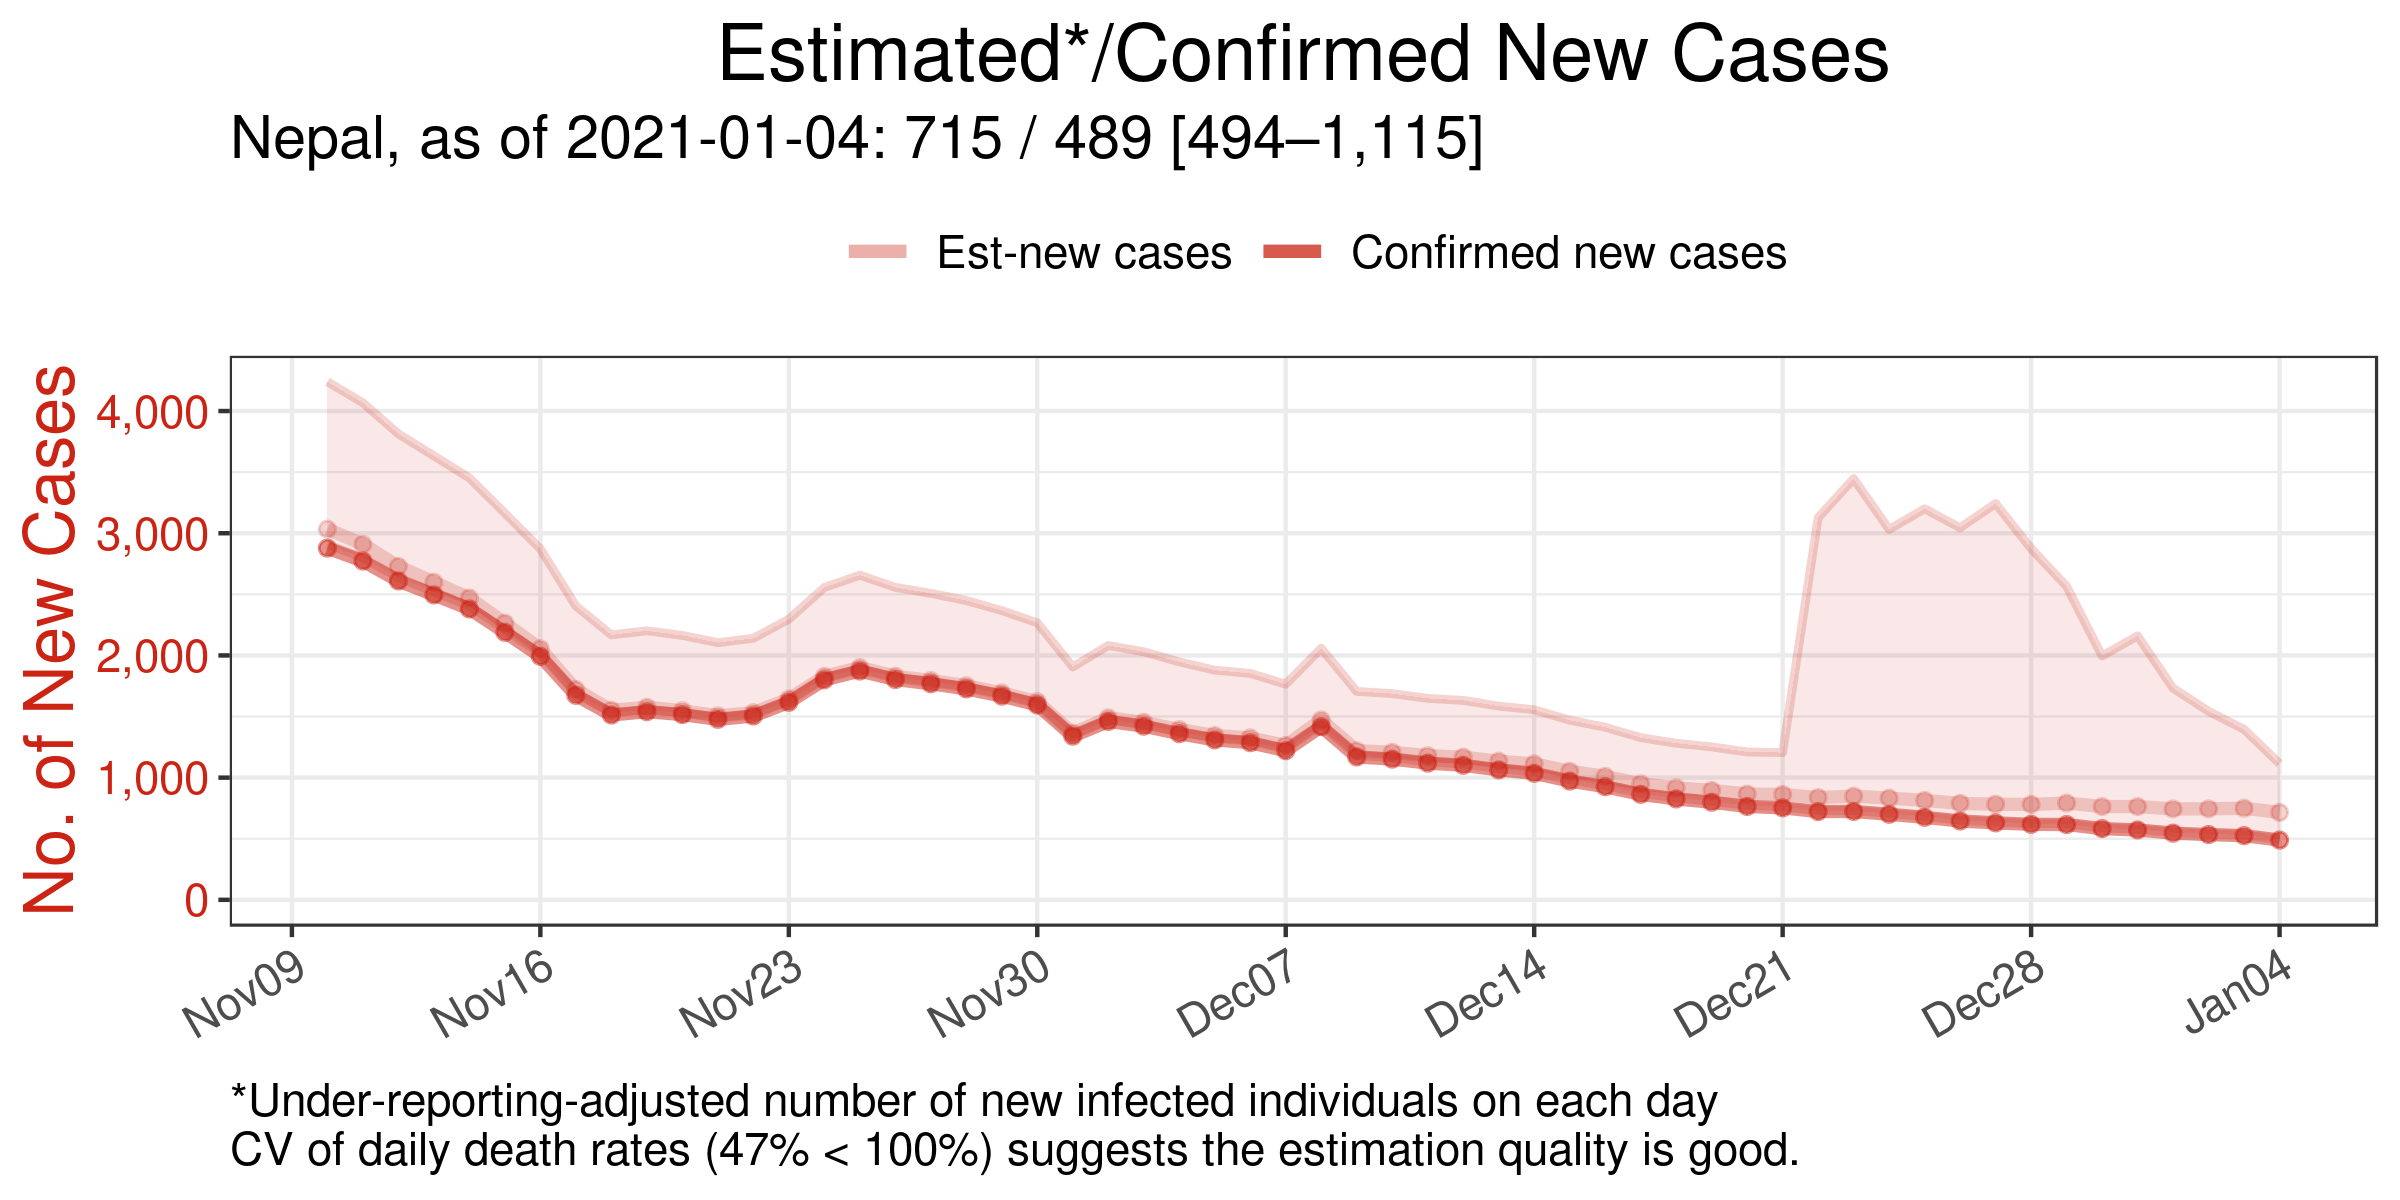 Estimated*/Confirmed New Cases
Nepal, as of 2021-01-04: 715 / 489 [494–1,115]
Est-new cases Confirmed new cases
No. of New Cases
4,000
3,000
2,000
1,000
0
Nov09 Nov16 Nov23 Nov30 Dec07 Dec14 Dec21 Dec28 Jan04
*Under-reporting-adjusted number of new infected individuals on each day
CV of daily death rates (47% < 100%) suggests the estimation quality is good.